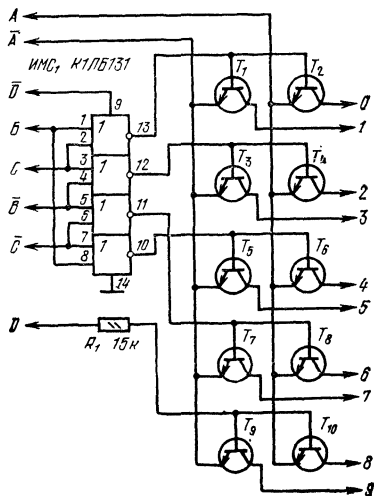 А
Ā
ИМС₁ К1ЛБ131
D̄
9
Б
1
1
2
13
С
3
1
4
12
B̄
5
1
6
11
C̄
7
1
8
10
14
D
R₁ 15к
T₁
T₂
0
1
T₃
T₄
2
3
T₅
T₆
4
5
T₇
T₈
6
7
T₉
T₁₀
8
9